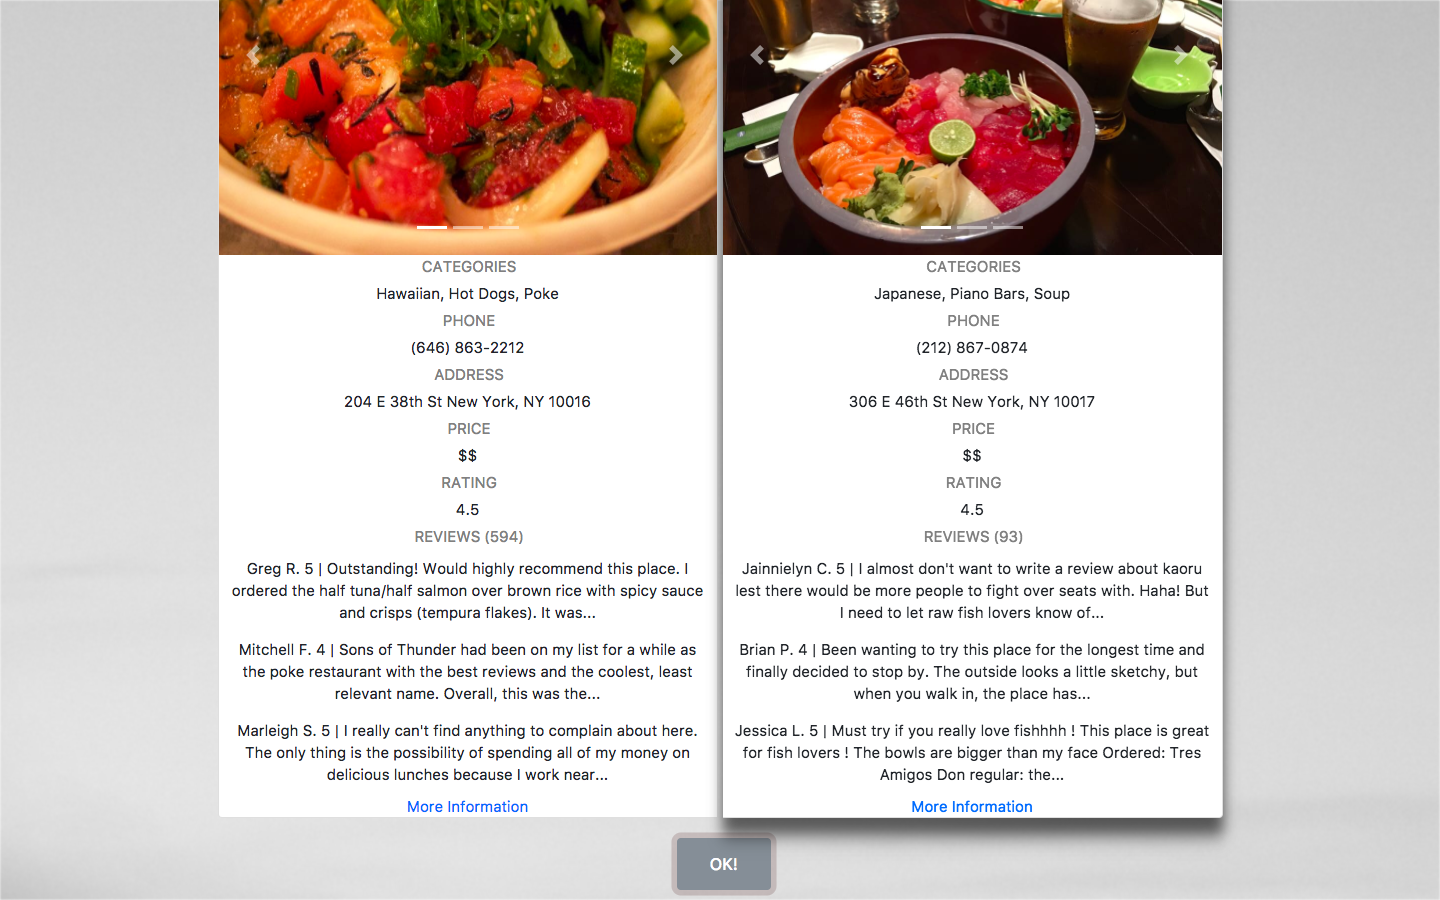 CATEGORIES
Hawaiian, Hot Dogs, Poke
PHONE
(646) 863-2212
ADDRESS
204 E 38th St New York, NY 10016
PRICE
$$
RATING
4.5
REVIEWS (594)
Greg R. 5 | Outstanding! Would highly recommend this place. I
ordered the half tuna/half salmon over brown rice with spicy sauce
and crisps (tempura flakes). It was...
Mitchell F. 4 | Sons of Thunder had been on my list for a while as
the poke restaurant with the best reviews and the coolest, least
relevant name. Overall, this was the...
Marleigh S. 5 | I really can't find anything to complain about here.
The only thing is the possibility of spending all of my money on
delicious lunches because I work near...
More Information
CATEGORIES
Japanese, Piano Bars, Soup
PHONE
(212) 867-0874
ADDRESS
306 E 46th St New York, NY 10017
PRICE
$$
RATING
4.5
REVIEWS (93)
Jainnielyn C. 5 | I almost don't want to write a review about kaoru
lest there would be more people to fight over seats with. Haha! But
I need to let raw fish lovers know of...
Brian P. 4 | Been wanting to try this place for the longest time and
finally decided to stop by. The outside looks a little sketchy, but
when you walk in, the place has...
Jessica L. 5 | Must try if you really love fishhhh ! This place is great
for fish lovers ! The bowls are bigger than my face Ordered: Tres
Amigos Don regular: the...
More Information
OK!